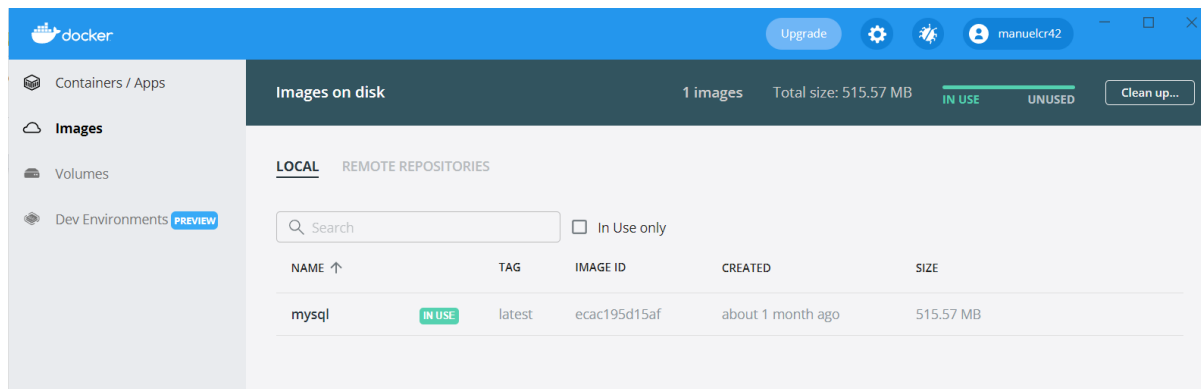 docker
Upgrade
manuelcr42
Containers / Apps
Images
Volumes
Dev Environments PREVIEW
Images on disk
1 images
Total size: 515.57 MB
IN USE
UNUSED
Clean up...
LOCAL
REMOTE REPOSITORIES
Search
In Use only
NAME TAG IMAGE ID CREATED SIZE
mysql IN USE latest ecac195d15af about 1 month ago 515.57 MB